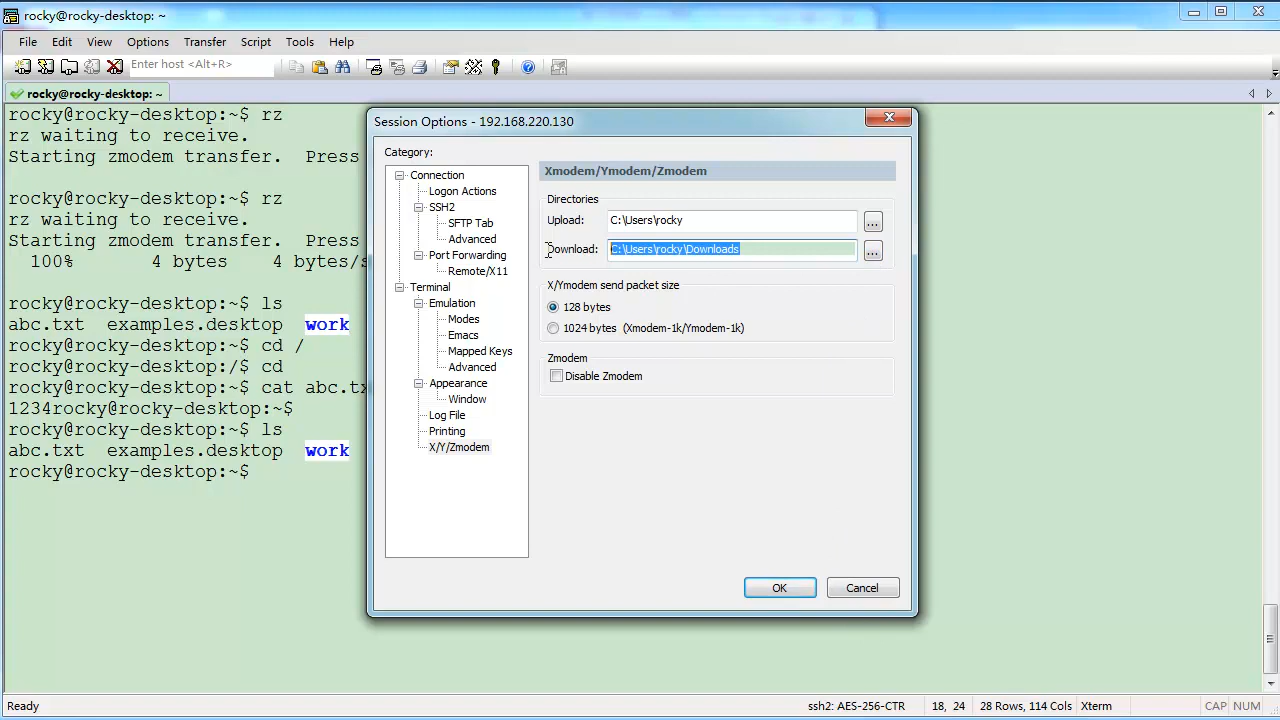 rocky@rocky-desktop: ~
File Edit View Options Transfer Script Tools Help
Enter host <Alt+R>
rocky@rocky-desktop: ~
rocky@rocky-desktop:~$ rz
rz waiting to receive.
Starting zmodem transfer.  Press
rocky@rocky-desktop:~$ rz
rz waiting to receive.
Starting zmodem transfer.  Press
100%       4 bytes    4 bytes/s
rocky@rocky-desktop:~$ ls
abc.txt  examples.desktop  work
rocky@rocky-desktop:~$ cd /
rocky@rocky-desktop:/$ cd
rocky@rocky-desktop:~$ cat abc.tx
1234rocky@rocky-desktop:~$
rocky@rocky-desktop:~$ ls
abc.txt  examples.desktop  work
rocky@rocky-desktop:~$
Session Options - 192.168.220.130
Category:
Connection
Logon Actions
SSH2
SFTP Tab
Advanced
Port Forwarding
Remote/X11
Terminal
Emulation
Modes
Emacs
Mapped Keys
Advanced
Appearance
Window
Log File
Printing
X/Y/Zmodem
Xmodem/Ymodem/Zmodem
Directories
Upload: C:\Users\rocky ...
Download: C:\Users\rocky\Downloads ...
X/Ymodem send packet size
128 bytes
1024 bytes  (Xmodem-1k/Ymodem-1k)
Zmodem
Disable Zmodem
OK Cancel
Ready ssh2: AES-256-CTR 18, 24 28 Rows, 114 Cols Xterm CAP NUM